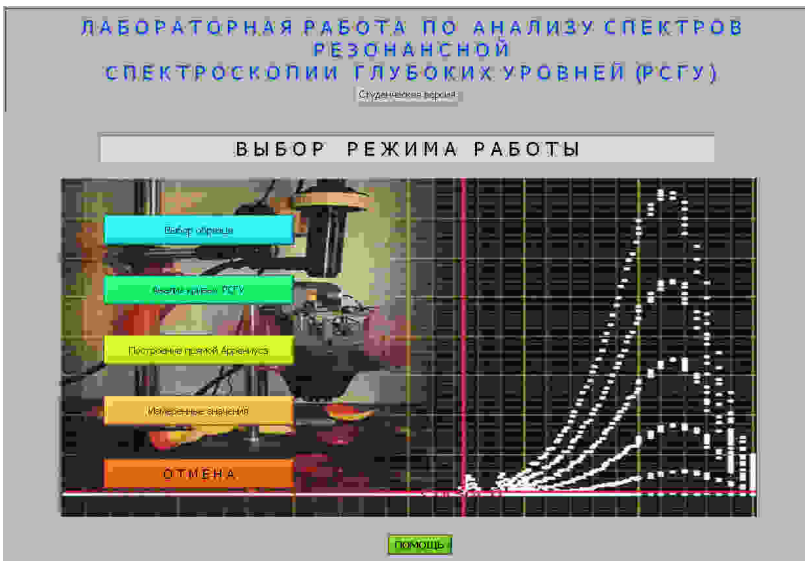 ЛАБОРАТОРНАЯ РАБОТА ПО АНАЛИЗУ СПЕКТРОВ
РЕЗОНАНСНОЙ
СПЕКТРОСКОПИИ ГЛУБОКИХ УРОВНЕЙ (РСГУ)
Студенческая версия
ВЫБОР РЕЖИМА РАБОТЫ
Выбор образца
Анализ кривых РСГУ
Построение прямой Аррениуса
Измеренные значения
ОТМЕНА
ПОМОЩЬ